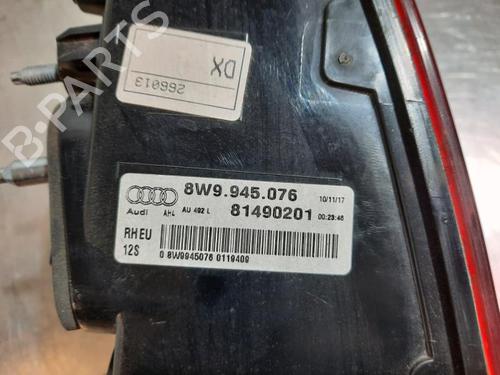 DX
266013
8W9.945.076
10/11/17
Audi AHL AU 492 L 81490201 00:23:46
RH EU
12S
0 8W9945076 0119409
B-PARTS